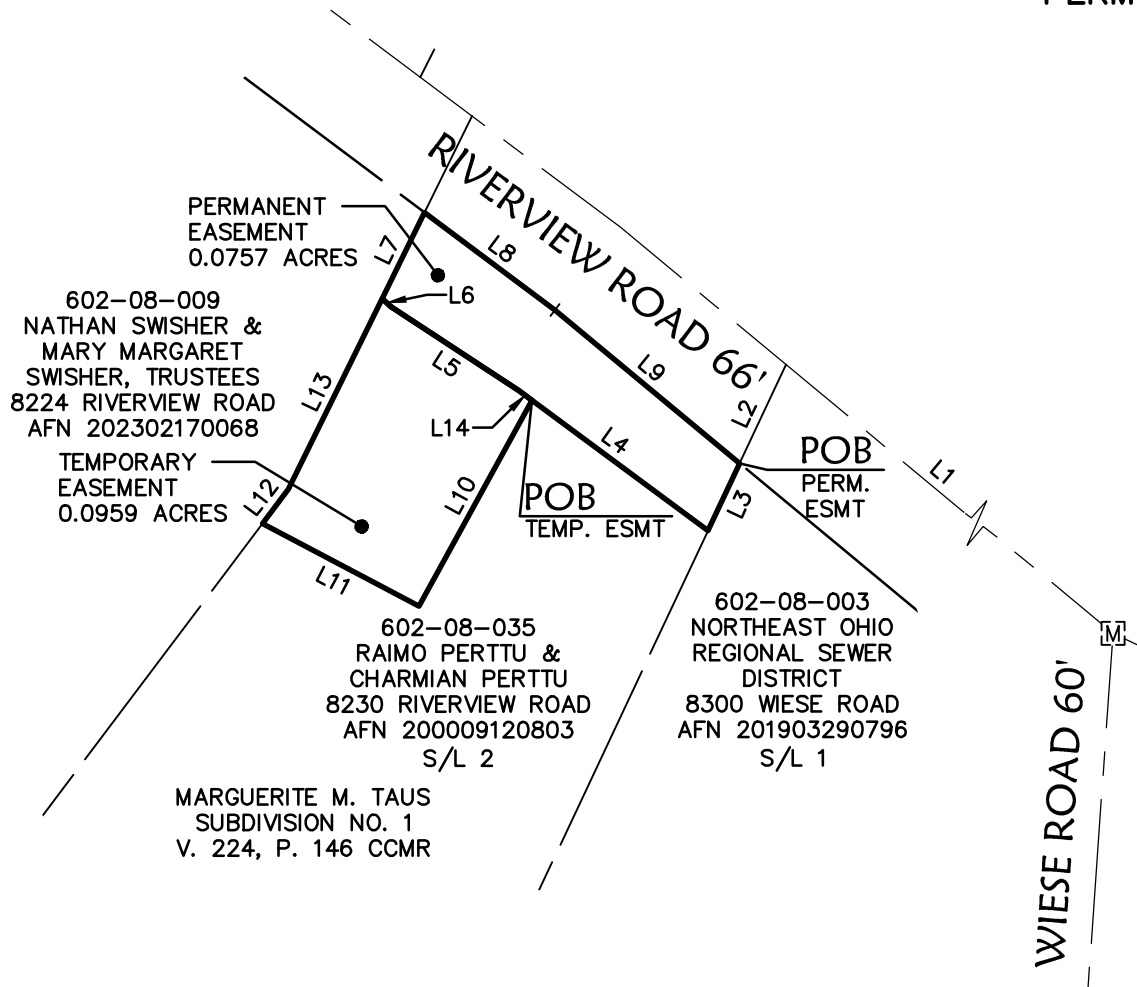 PERM
RIVERVIEW ROAD 66'
PERMANENT
EASEMENT
0.0757 ACRES
L7
L8
L6
602-08-009
NATHAN SWISHER &
MARY MARGARET
SWISHER, TRUSTEES
8224 RIVERVIEW ROAD
AFN 202302170068
L13
L5
L9
L2
L14
L4
POB
PERM.
ESMT
L1
TEMPORARY
EASEMENT
0.0959 ACRES
L12
L10
POB
TEMP. ESMT
L3
L11
602-08-035
RAIMO PERTTU &
CHARMIAN PERTTU
8230 RIVERVIEW ROAD
AFN 200009120803
S/L 2
602-08-003
NORTHEAST OHIO
REGIONAL SEWER
DISTRICT
8300 WIESE ROAD
AFN 201903290796
S/L 1
M
WIESE ROAD 60'
MARGUERITE M. TAUS
SUBDIVISION NO. 1
V. 224, P. 146 CCMR